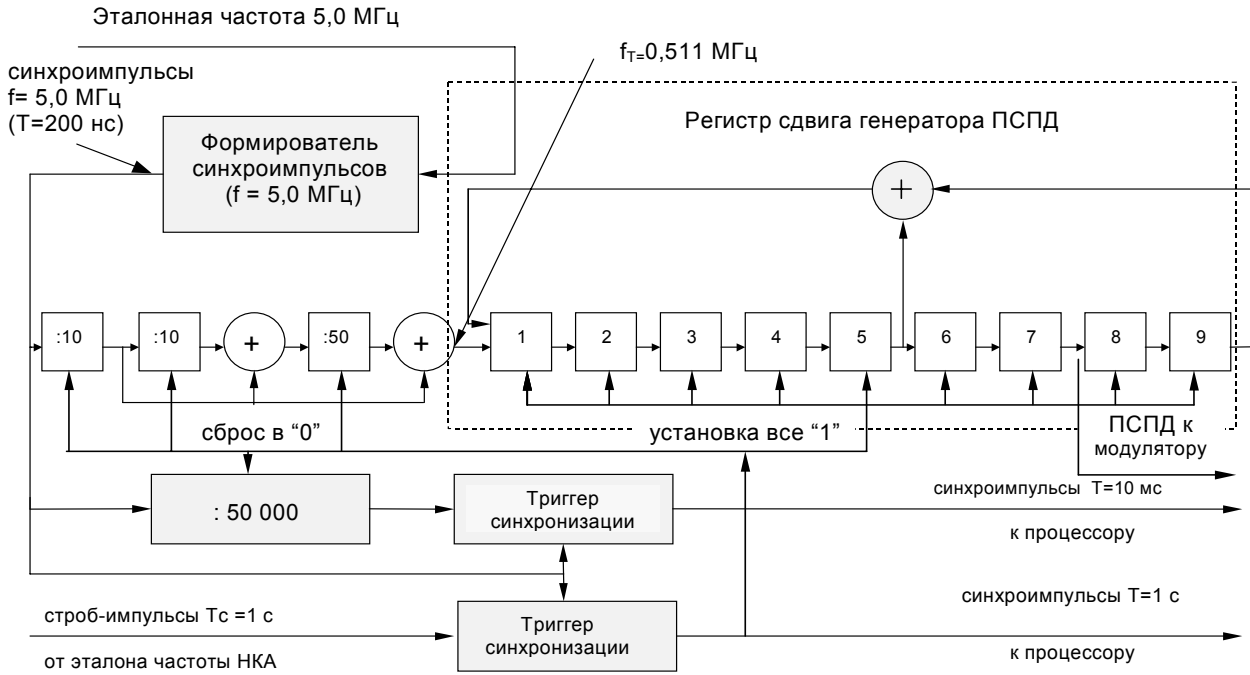 Эталонная частота 5,0 МГц
fТ=0,511 МГц
синхроимпульсы
f= 5,0 МГц
(T=200 нс)
Формирователь
синхроимпульсов
(f = 5,0 МГц)
Регистр сдвига генератора ПСПД
+
:10
:10
+
:50
+
1
2
3
4
5
6
7
8
9
сброс в “0”
установка все “1”
ПСПД к
модулятору
: 50 000
Триггер
синхронизации
синхроимпульсы T=10 мс
к процессору
строб-импульсы Tс =1 с
от эталона частоты НКА
Триггер
синхронизации
синхроимпульсы T=1 с
к процессору